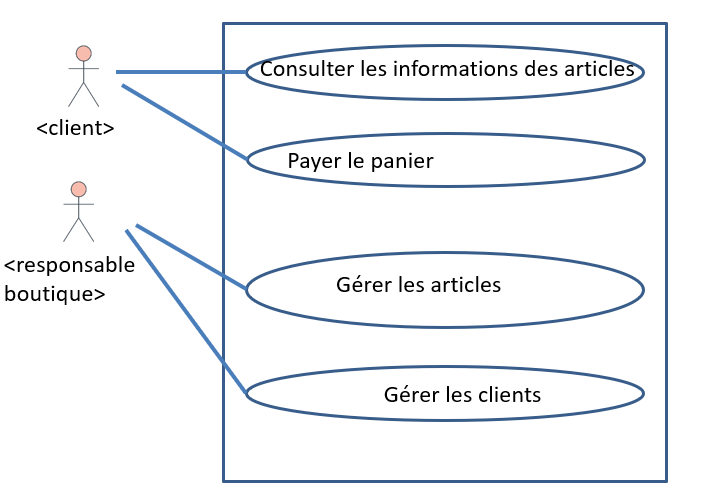 Consulter les informations des articles
<client>
Payer le panier
<responsable
boutique>
Gérer les articles
Gérer les clients